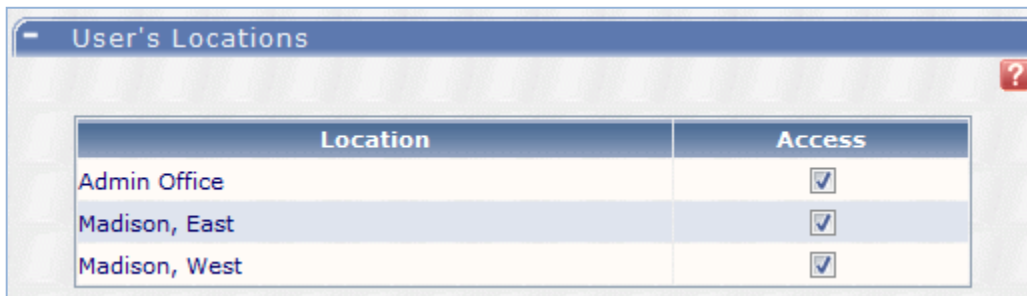 User's Locations
?
Location Access
Admin Office
Madison, East
Madison, West